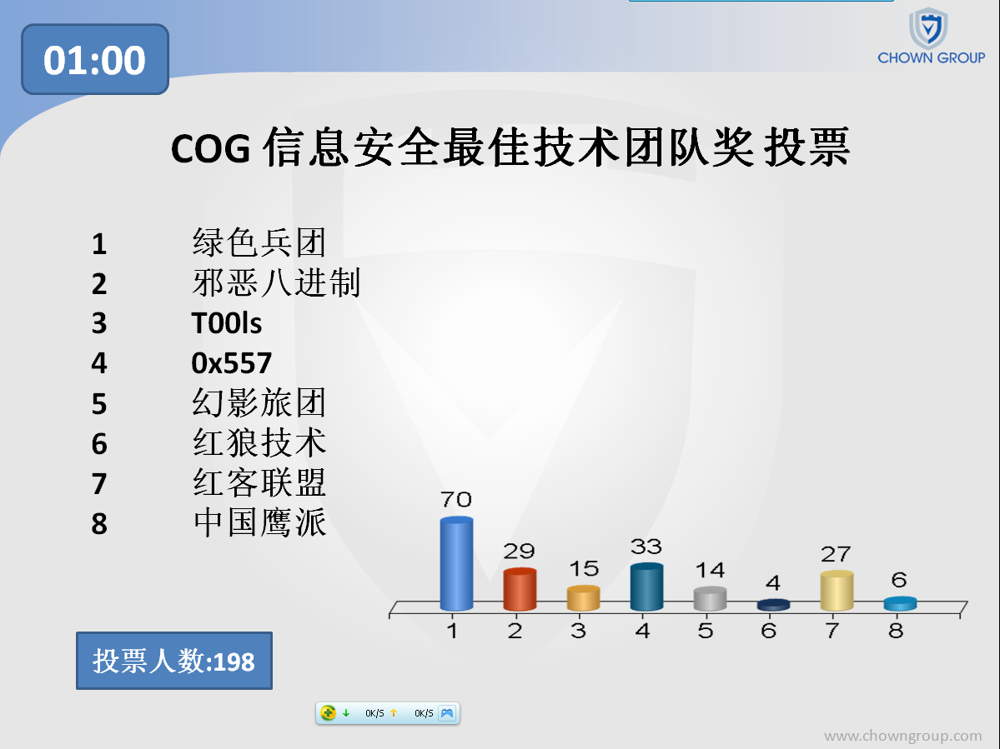 01:00
CHOWN GROUP
COG 信息安全最佳技术团队奖 投票
1 绿色兵团
2 邪恶八进制
3 T00ls
4 0x557
5 幻影旅团
6 红狼技术
7 红客联盟
8 中国鹰派
70 29 15 33 14 4 27 6
1 2 3 4 5 6 7 8
投票人数:198
0K/S 0K/S
www.chowngroup.com